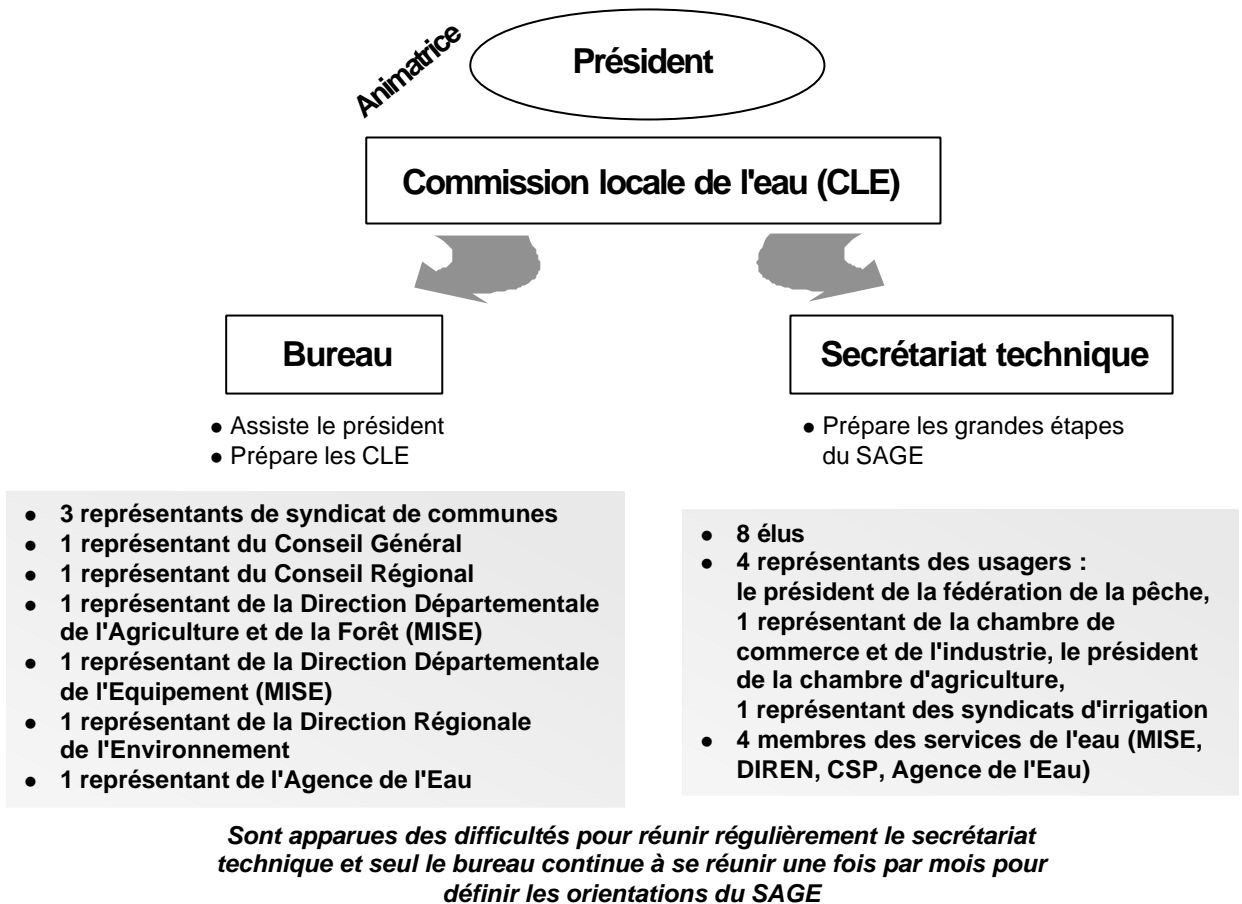 Animatrice
Président
Commission locale de l'eau (CLE)
Bureau
● Assiste le président
● Prépare les CLE
● 3 représentants de syndicat de communes
● 1 représentant du Conseil Général
● 1 représentant du Conseil Régional
● 1 représentant de la Direction Départementale
de l'Agriculture et de la Forêt (MISE)
● 1 représentant de la Direction Départementale
de l'Equipement (MISE)
● 1 représentant de la Direction Régionale
de l'Environnement
● 1 représentant de l'Agence de l'Eau
Secrétariat technique
● Prépare les grandes étapes
du SAGE
● 8 élus
● 4 représentants des usagers :
le président de la fédération de la pêche,
1 représentant de la chambre de
commerce et de l'industrie, le président
de la chambre d'agriculture,
1 représentant des syndicats d'irrigation
● 4 membres des services de l'eau (MISE,
DIREN, CSP, Agence de l'Eau)
Sont apparues des difficultés pour réunir régulièrement le secrétariat
technique et seul le bureau continue à se réunir une fois par mois pour
définir les orientations du SAGE